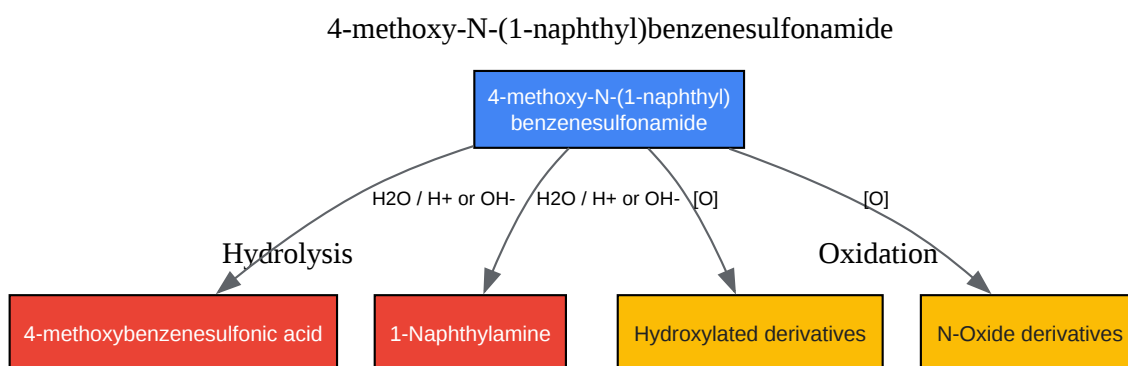 4-methoxy-N-(1-naphthyl)benzenesulfonamide
4-methoxy-N-(1-naphthyl)
benzenesulfonamide
H2O / H+ or OH-
H2O / H+ or OH-
[O]
[O]
Hydrolysis
Oxidation
4-methoxybenzenesulfonic acid
1-Naphthylamine
Hydroxylated derivatives
N-Oxide derivatives